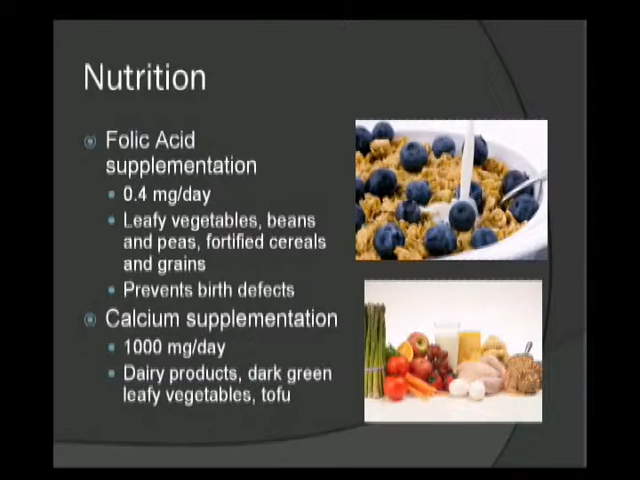 Nutrition
Folic Acid
supplementation
0.4 mg/day
Leafy vegetables, beans
and peas, fortified cereals
and grains
Prevents birth defects
Calcium supplementation
1000 mg/day
Dairy products, dark green
leafy vegetables, tofu